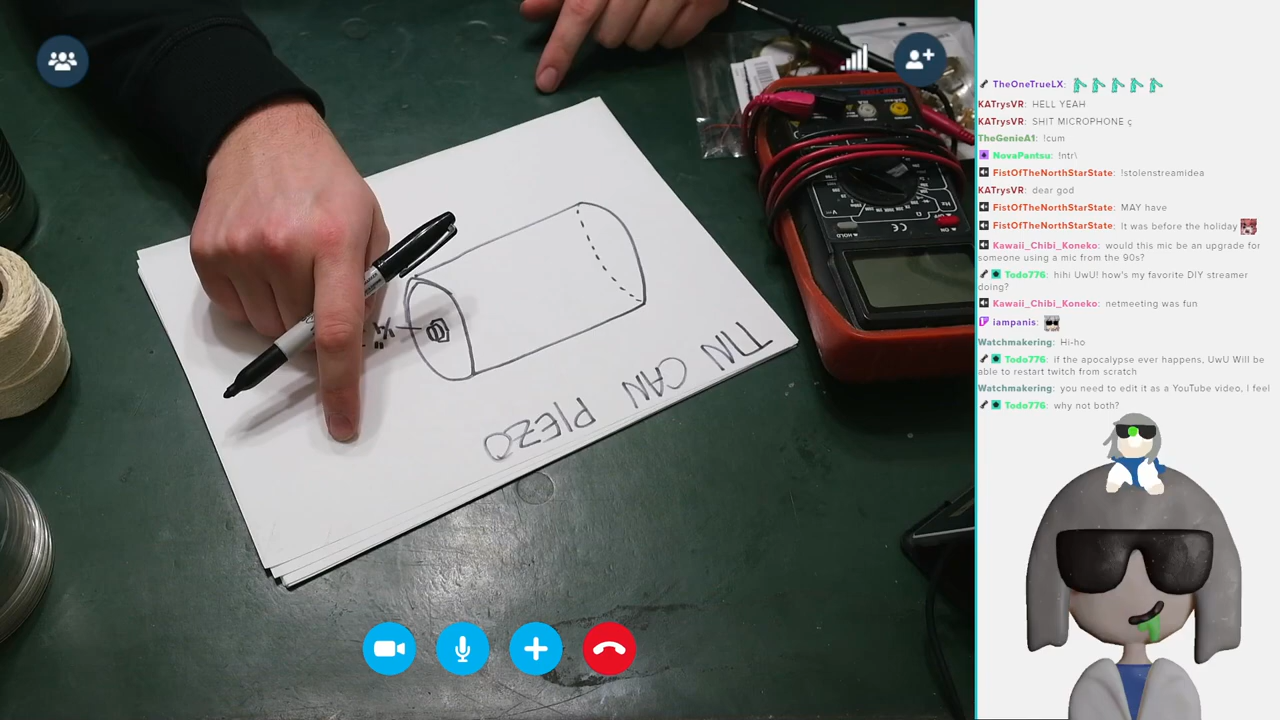 TIN CAN PIEZO
HOLD
TheOneTrueLX:
KATrysVR: HELL YEAH
KATrysVR: SHIT MICROPHONE ç
TheGenieA1: !cum
NovaPantsu: !ntr\
FistOfTheNorthStarState: !stolenstreamidea
KATrysVR: dear god
FistOfTheNorthStarState: MAY have
FistOfTheNorthStarState: It was before the holiday
Kawaii_Chibi_Koneko: would this mic be an upgrade for
someone using a mic from the 90s?
Todo776: hihi UwU! how's my favorite DIY streamer
doing?
Kawaii_Chibi_Koneko: netmeeting was fun
iampanis:
Watchmakering: Hi-ho
Todo776: if the apocalypse ever happens, UwU Will be
able to restart twitch from scratch
Watchmakering: you need to edit it as a YouTube video, I feel
Todo776: why not both?